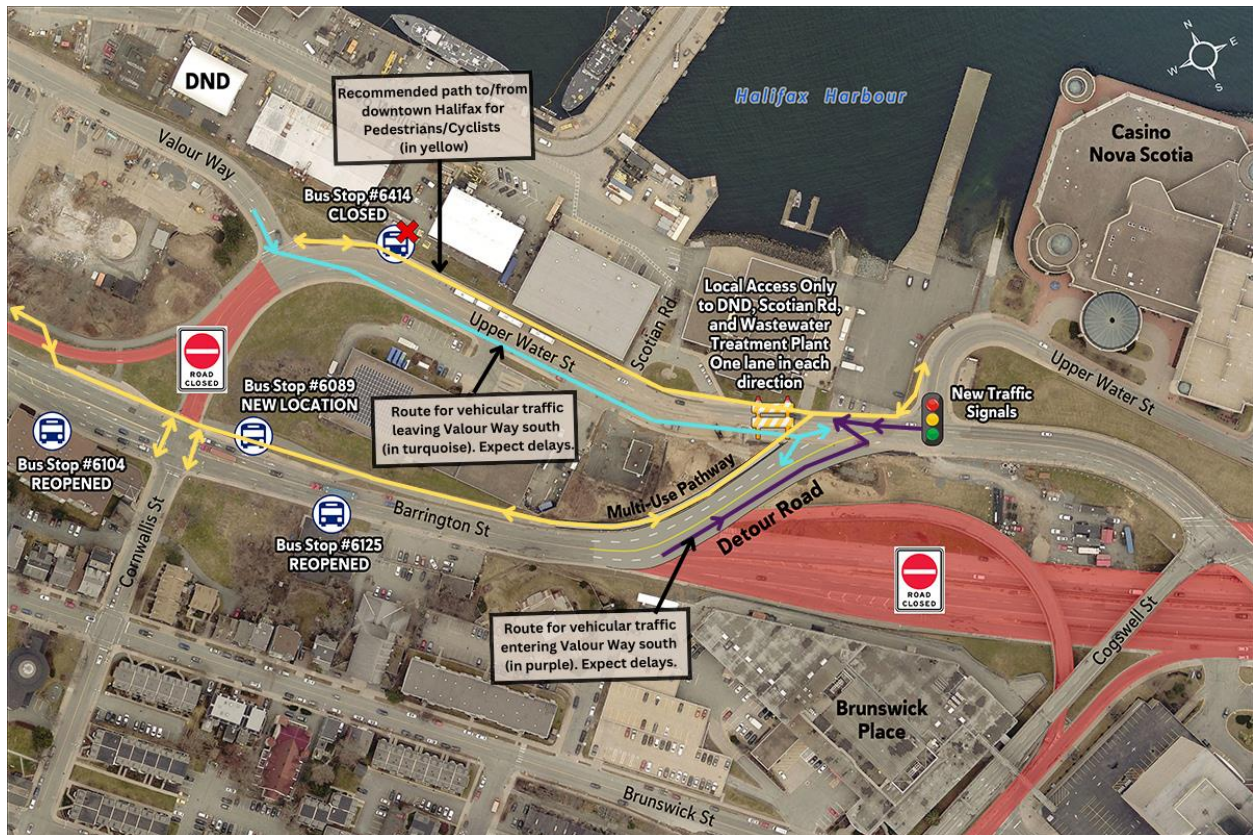 N
E
W
S
DND
Recommended path to/from
downtown Halifax for
Pedestrians/Cyclists
(in yellow)
Halifax Harbour
Casino
Nova Scotia
Valour Way
Bus Stop #6414
CLOSED
Local Access Only
to DND, Scotian Rd,
and Wastewater
Treatment Plant
One lane in each
direction
Scotian Rd.
Upper Water St
Upper Water St
ROAD
CLOSED
Bus Stop #6089
NEW LOCATION
Route for vehicular traffic
leaving Valour Way south
(in turquoise). Expect delays.
New Traffic
Signals
Bus Stop #6104
REOPENED
Multi-Use Pathway
Barrington St
Detour Road
Cornwallis St
Bus Stop #6125
REOPENED
ROAD
CLOSED
Cogswell St
Route for vehicular traffic
entering Valour Way south
(in purple). Expect delays.
Brunswick
Place
Brunswick St